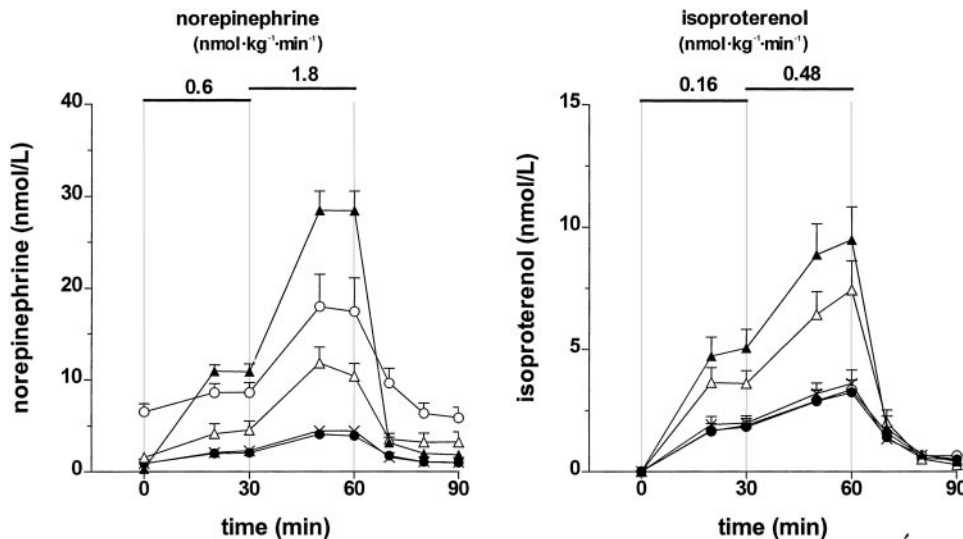 norepinephrine
(nmol·kg⁻¹·min⁻¹)
0.6
1.8
40
30
20
10
0
norepinephrine (nmol/L)
0
30
60
90
time (min)
isoproterenol
(nmol·kg⁻¹·min⁻¹)
0.16
0.48
15
10
5
0
isoproterenol (nmol/L)
0
30
60
90
time (min)